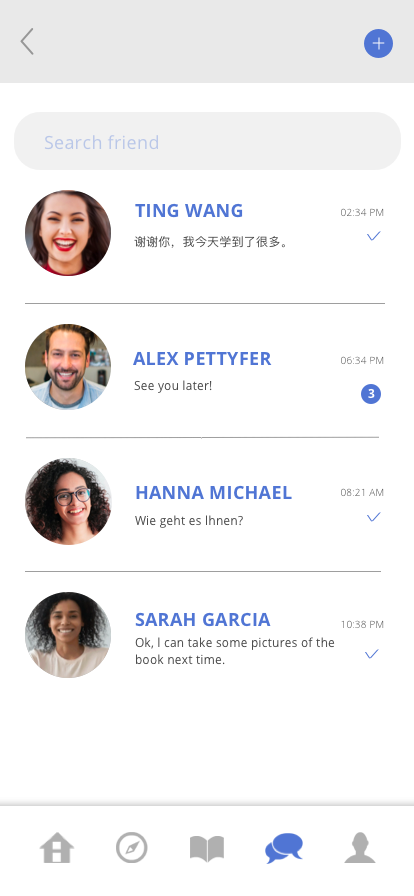 Search friend
TING WANG
02:34 PM
谢谢你，我今天学到了很多。
ALEX PETTYFER
06:34 PM
See you later!
3
HANNA MICHAEL
08:21 AM
Wie geht es Ihnen?
SARAH GARCIA
10:38 PM
Ok, I can take some pictures of the
book next time.